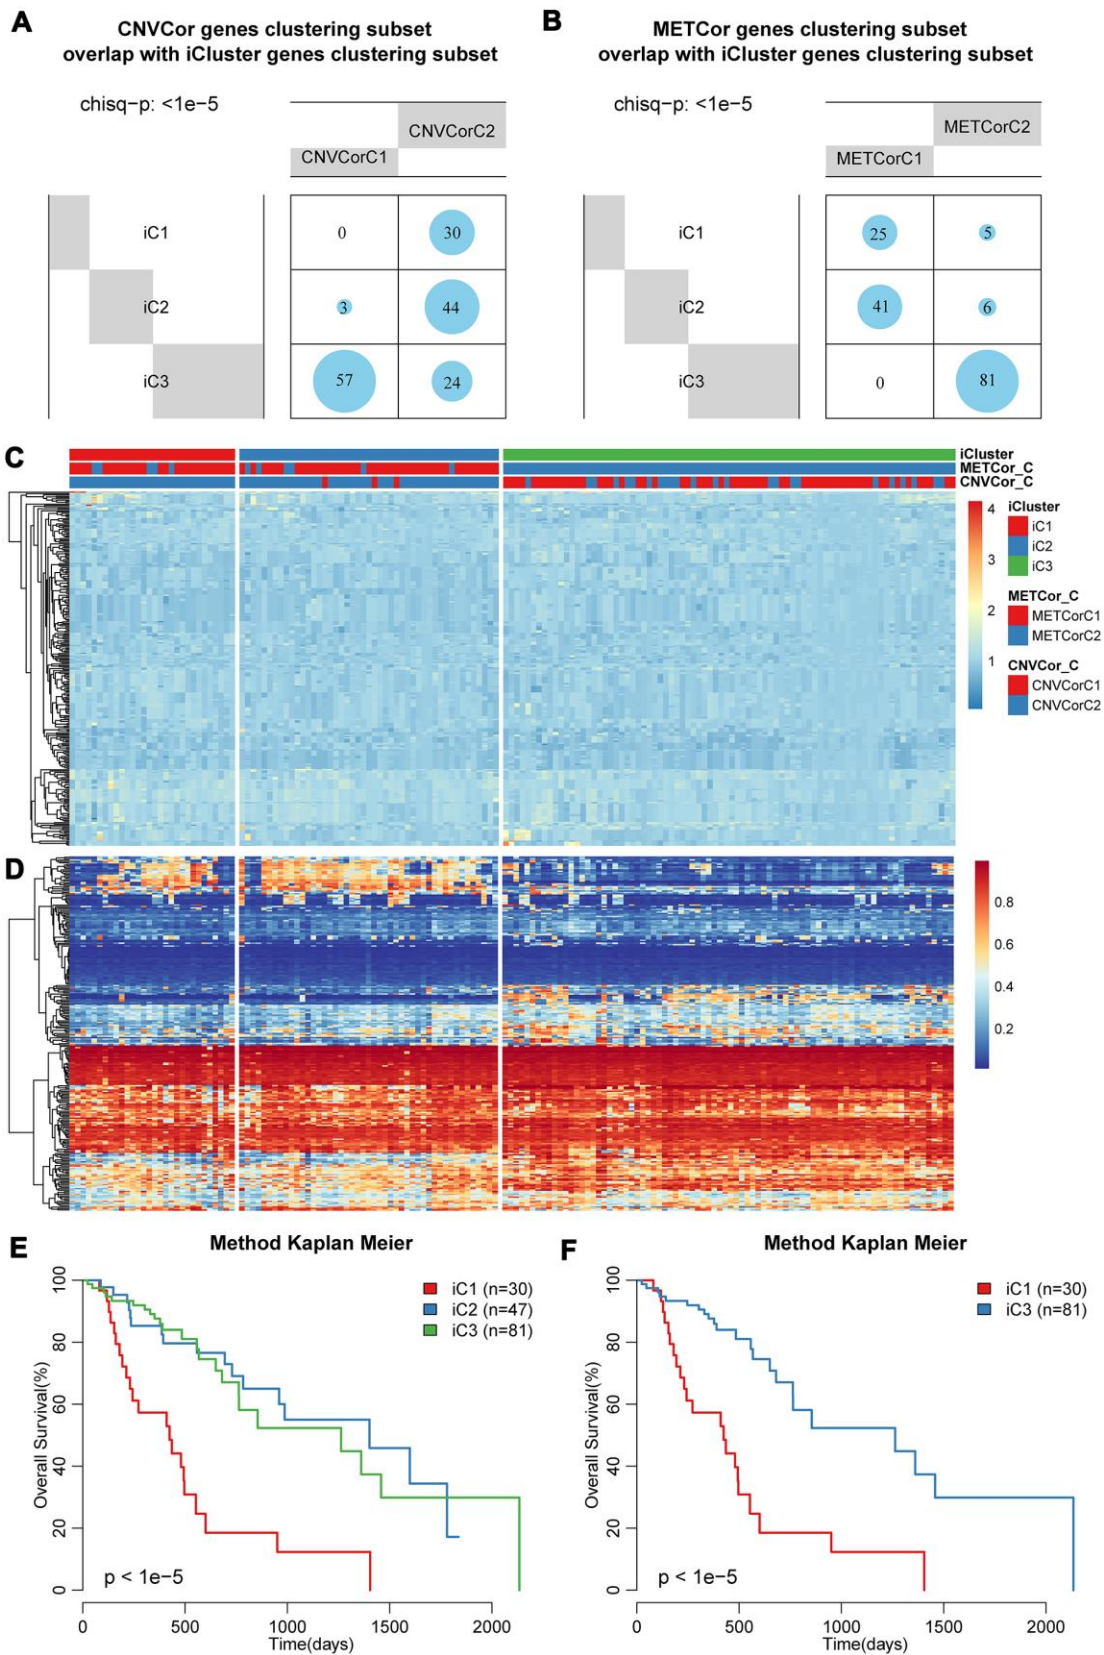 A
CNVCor genes clustering subset
overlap with iCluster genes clustering subset
chisq-p: <1e-5
CNVCorC2
CNVCorC1
iC1
0
30
iC2
3
44
iC3
57
24
B
METCor genes clustering subset
overlap with iCluster genes clustering subset
chisq-p: <1e-5
METCorC2
METCorC1
iC1
25
5
iC2
41
6
iC3
0
81
C
iCluster
METCor_C
CNVCor_C
4
3
2
1
iCluster
iC1
iC2
iC3
METCor_C
METCorC1
METCorC2
CNVCor_C
CNVCorC1
CNVCorC2
D
0.8
0.6
0.4
0.2
E
Method Kaplan Meier
iC1 (n=30)
iC2 (n=47)
iC3 (n=81)
Overall Survival(%)
100
80
60
40
20
0
p < 1e-5
0
500
1000
1500
2000
Time(days)
F
Method Kaplan Meier
iC1 (n=30)
iC3 (n=81)
Overall Survival(%)
100
80
60
40
20
0
p < 1e-5
0
500
1000
1500
2000
Time(days)